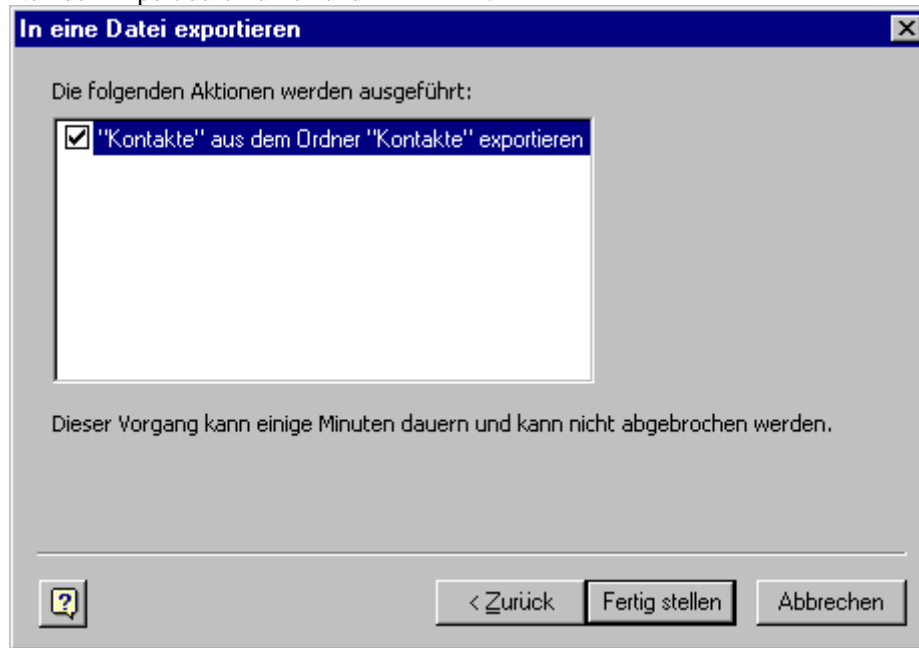 In eine Datei exportieren
Die folgenden Aktionen werden ausgeführt:
"Kontakte" aus dem Ordner "Kontakte" exportieren
Dieser Vorgang kann einige Minuten dauern und kann nicht abgebrochen werden.
< Zurück Fertig stellen Abbrechen